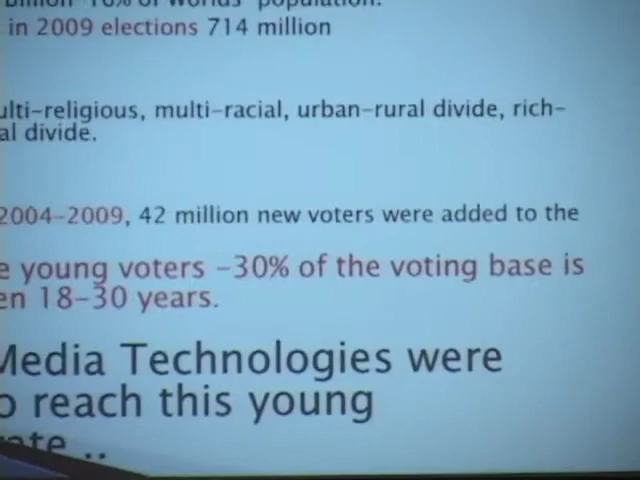 in 2009 elections 714 million
multi-religious, multi-racial, urban-rural divide, rich-
al divide.
2004-2009, 42 million new voters were added to the
e young voters -30% of the voting base is
en 18-30 years.
Media Technologies were
o reach this young